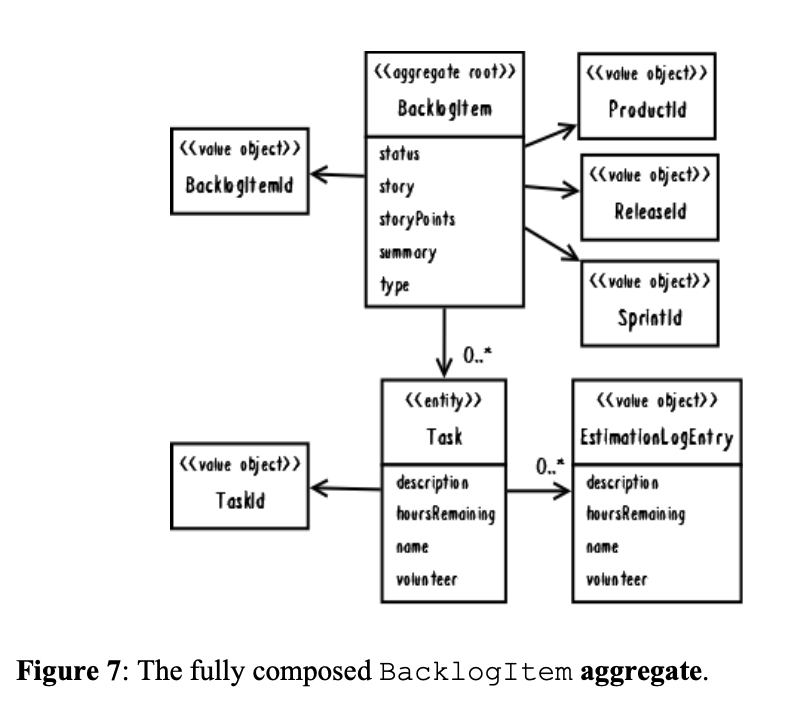 <<aggregate root>>
BacklogItem
status
story
storyPoints
summary
type
<<value object>>
BacklogItemId
<<value object>>
ProductId
<<value object>>
ReleaseId
<<value object>>
SprintId
0..*
<<entity>>
Task
description
hoursRemaining
name
volunteer
<<value object>>
TaskId
0..*
<<value object>>
EstimationLogEntry
description
hoursRemaining
name
volunteer
Figure 7: The fully composed BacklogItem aggregate.